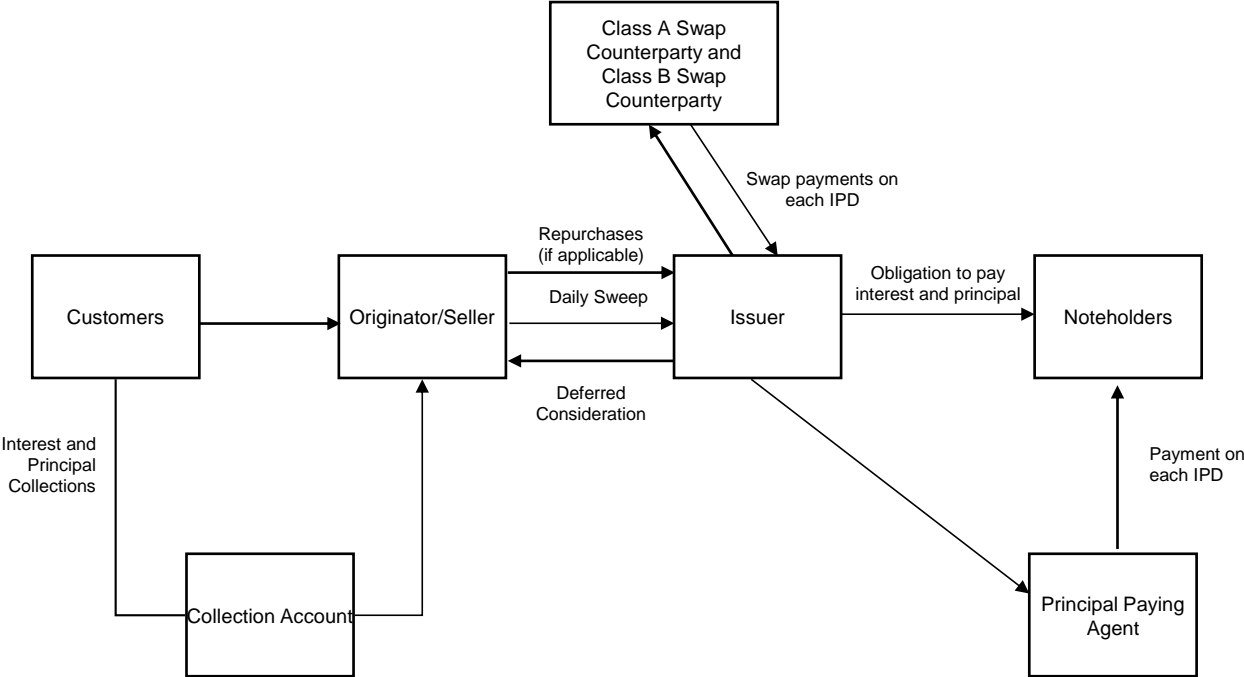 Class A Swap
Counterparty and
Class B Swap
Counterparty
Swap payments on
each IPD
Repurchases
(if applicable)
Daily Sweep
Deferred
Consideration
Obligation to pay
interest and principal
Customers
Originator/Seller
Issuer
Noteholders
Interest and
Principal
Collections
Payment on
each IPD
Collection Account
Principal Paying
Agent